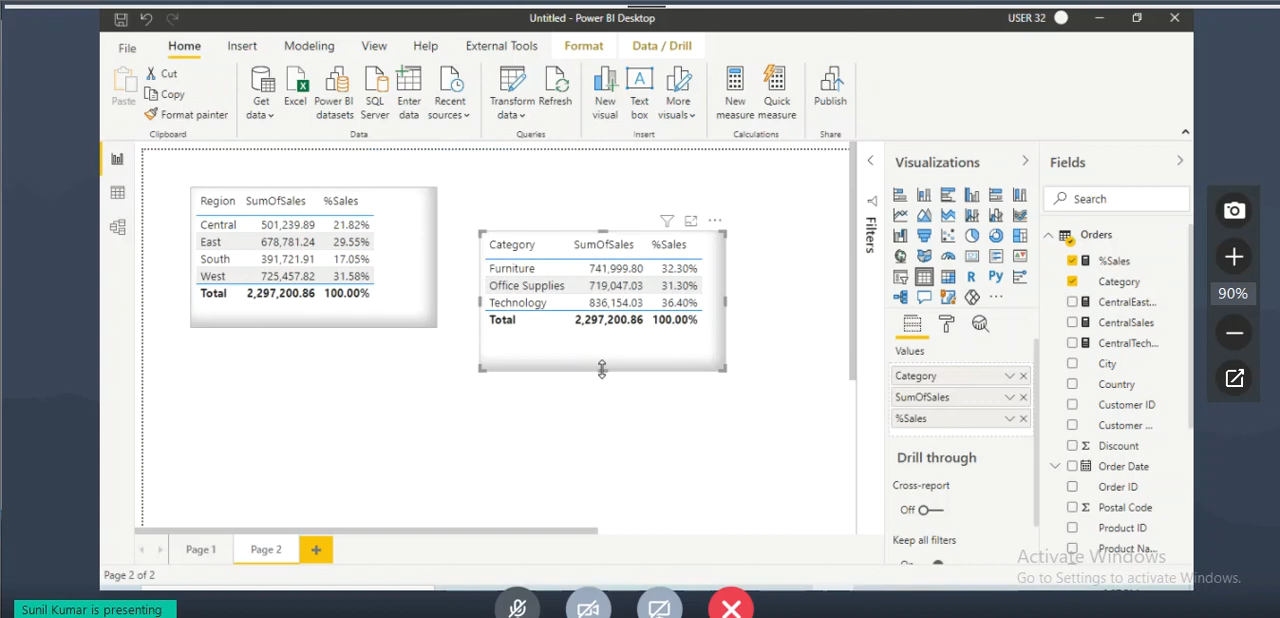 Untitled - Power BI Desktop
USER 32
File Home Insert Modeling View Help External Tools Format Data / Drill
Paste
Cut
Copy
Format painter
Clipboard
Get data
Excel
Power BI datasets
SQL Server
Enter data
Recent sources
Data
Transform data
Refresh
Queries
New visual
A
Text box
More visuals
Insert
New measure
Quick measure
Calculations
Publish
Share
Region SumOfSales %Sales
Central 501,239.89 21.82%
East 678,781.24 29.55%
South 391,721.91 17.05%
West 725,457.82 31.58%
Total 2,297,200.86 100.00%
Category SumOfSales %Sales
Furniture 741,999.80 32.30%
Office Supplies 719,047.03 31.30%
Technology 836,154.03 36.40%
Total 2,297,200.86 100.00%
Filters
Visualizations
R Py
Values
Category
SumOfSales
%Sales
Drill through
Cross-report
Off
Keep all filters
Fields
Search
Orders
%Sales
Category
CentralEast...
CentralSales
CentralTech...
City
Country
Customer ID
Customer ...
Discount
Order Date
Order ID
Postal Code
Product ID
Product Na...
90%
Activate Windows
Go to Settings to activate Windows.
Page 1
Page 2
Page 2 of 2
Sunil Kumar is presenting